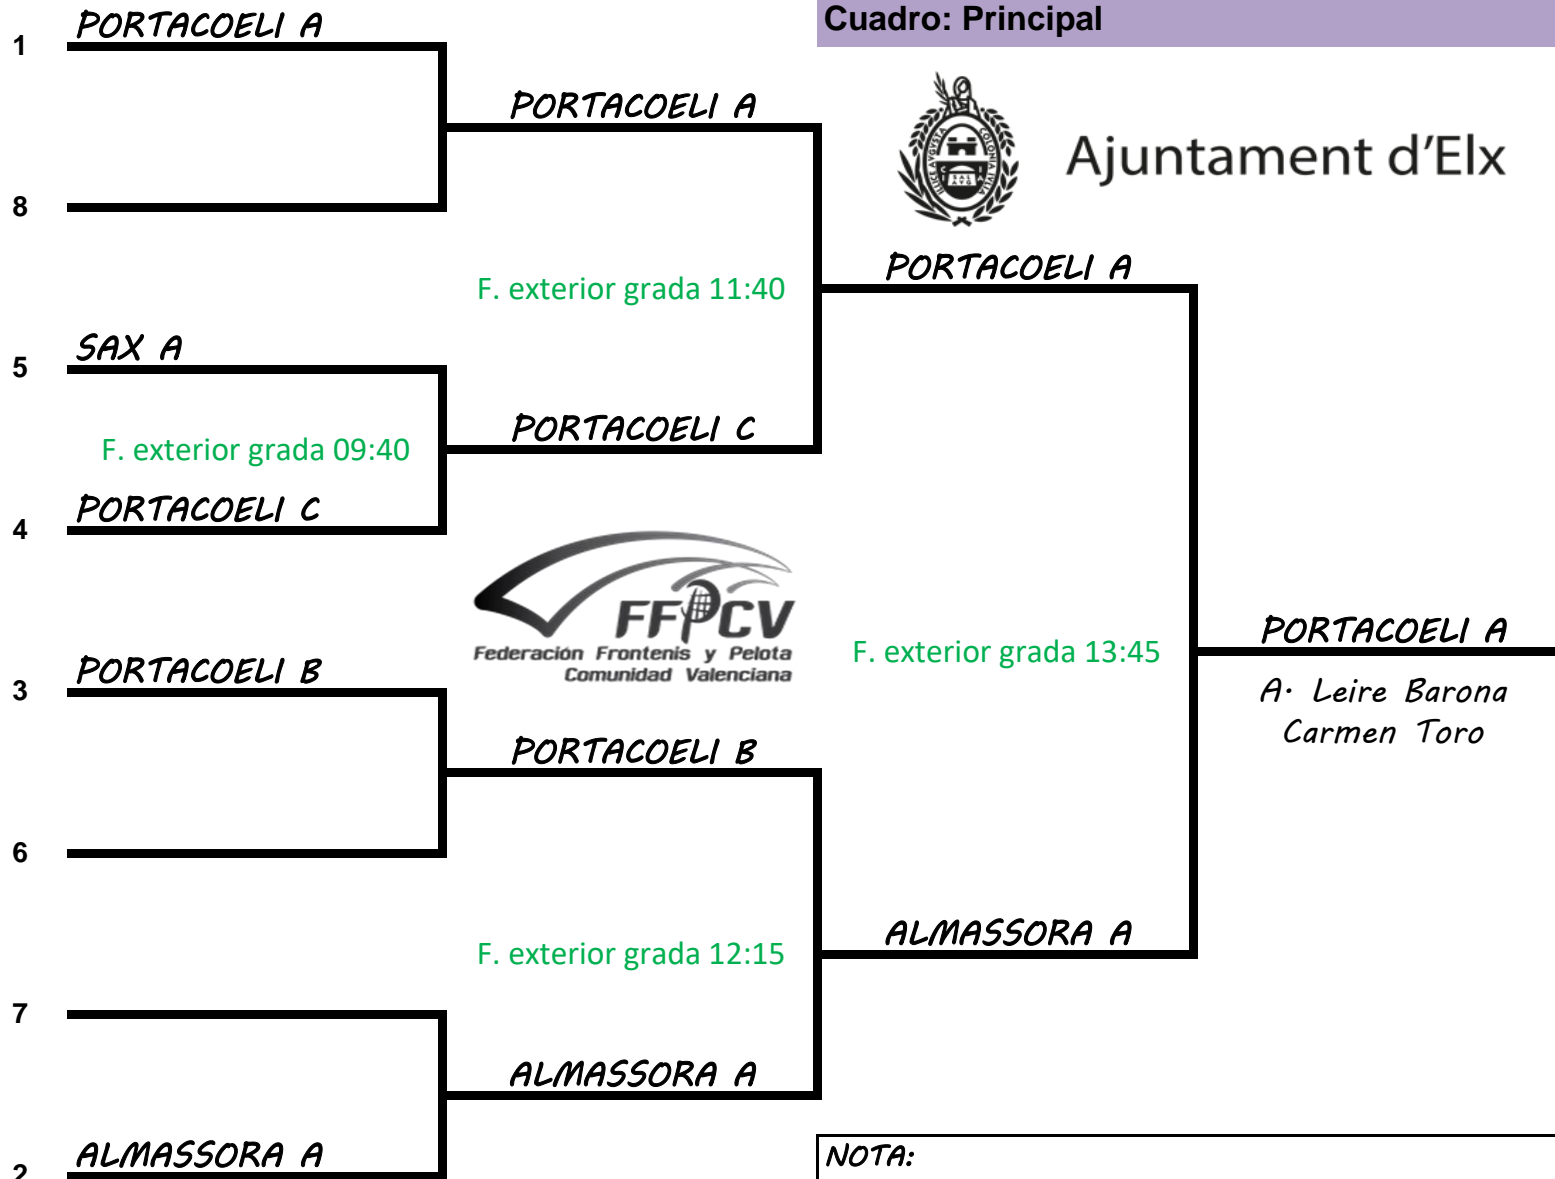 Cuadro: Principal
1 PORTACOELI A
PORTACOELI A
Ajuntament d'Elx
8
PORTACOELI A
F. exterior grada 11:40
5 SAX A
PORTACOELI C
F. exterior grada 09:40
4 PORTACOELI C
FFPCV
Federación Frontenis y Pelota
Comunidad Valenciana
PORTACOELI A
F. exterior grada 13:45
3 PORTACOELI B
A. Leire Barona
Carmen Toro
PORTACOELI B
6
ALMASSORA A
F. exterior grada 12:15
7
ALMASSORA A
2 ALMASSORA A
NOTA: